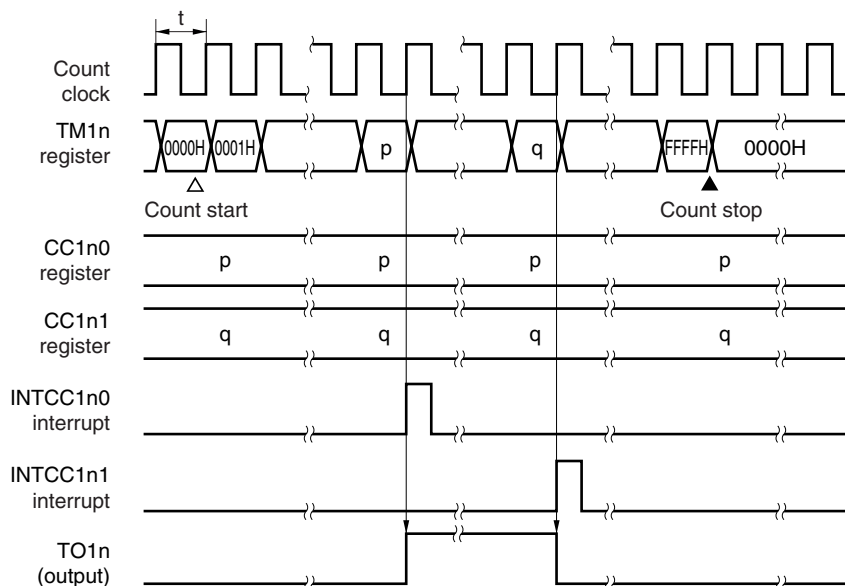 t
Count
clock
TM1n
register
0000H 0001H p q FFFFH 0000H
Count start Count stop
CC1n0
register
p p p p
CC1n1
register
q q q q
INTCC1n0
interrupt
INTCC1n1
interrupt
TO1n
(output)